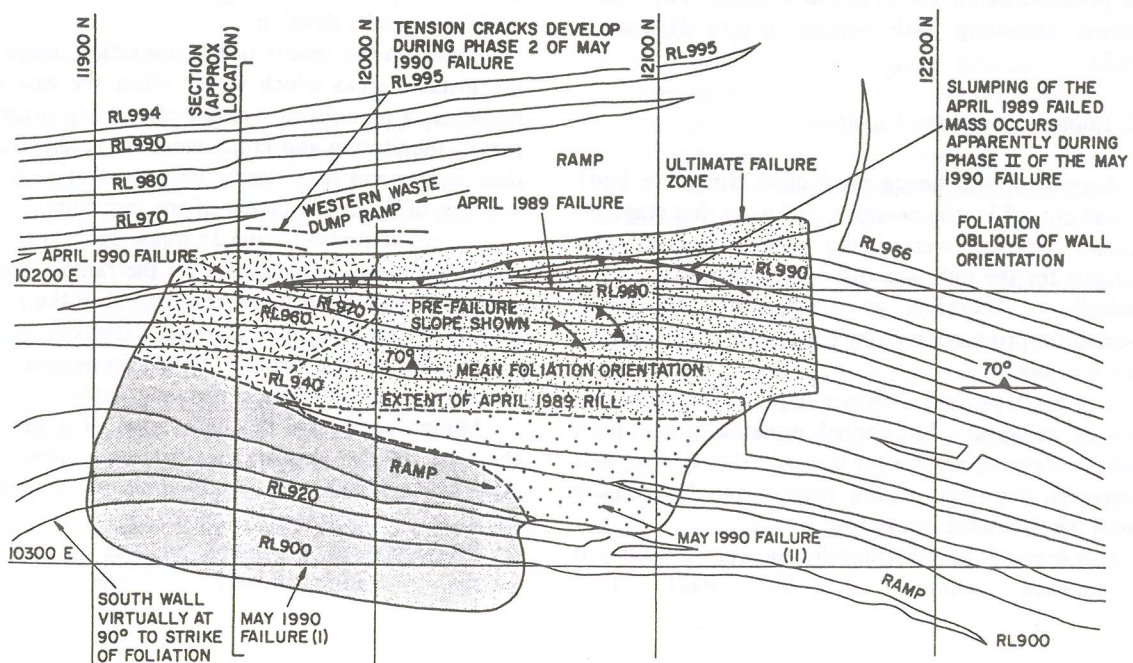 11900 N
SECTION
(APPROX
LOCATION)
12000 N
TENSION CRACKS DEVELOP
DURING PHASE 2 OF MAY
1990 FAILURE
RL995
12100 N
RL995
12200 N
SLUMPING OF THE
APRIL 1989 FAILED
MASS OCCURS
APPARENTLY DURING
PHASE II OF THE MAY
1990 FAILURE
RL994
RL990
RL980
RL970
RAMP
ULTIMATE FAILURE
ZONE
WESTERN WASTE
DUMP RAMP
APRIL 1989 FAILURE
FOLIATION
OBLIQUE OF WALL
ORIENTATION
RL966
APRIL 1990 FAILURE
10200 E
RL990
RL980
RL970
RL960
PRE-FAILURE
SLOPE SHOWN
70°
MEAN FOLIATION ORIENTATION
70°
RL940
EXTENT OF APRIL 1989 RILL
RAMP
RL920
10300 E
RL900
MAY 1990 FAILURE
(II)
RAMP
RL900
SOUTH WALL
VIRTUALLY AT
90° TO STRIKE
OF FOLIATION
MAY 1990
FAILURE (I)